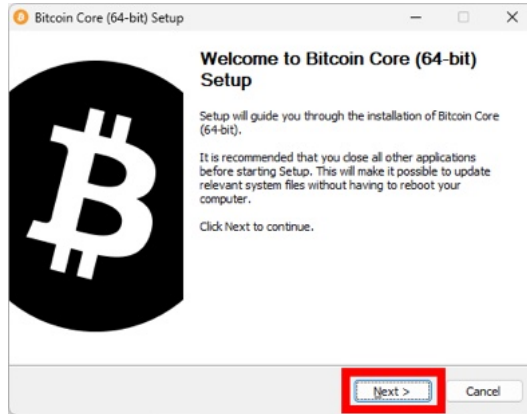 Bitcoin Core (64-bit) Setup
Welcome to Bitcoin Core (64-bit)
Setup
Setup will guide you through the installation of Bitcoin Core
(64-bit).
It is recommended that you close all other applications
before starting Setup. This will make it possible to update
relevant system files without having to reboot your
computer.
Click Next to continue.
Next >
Cancel